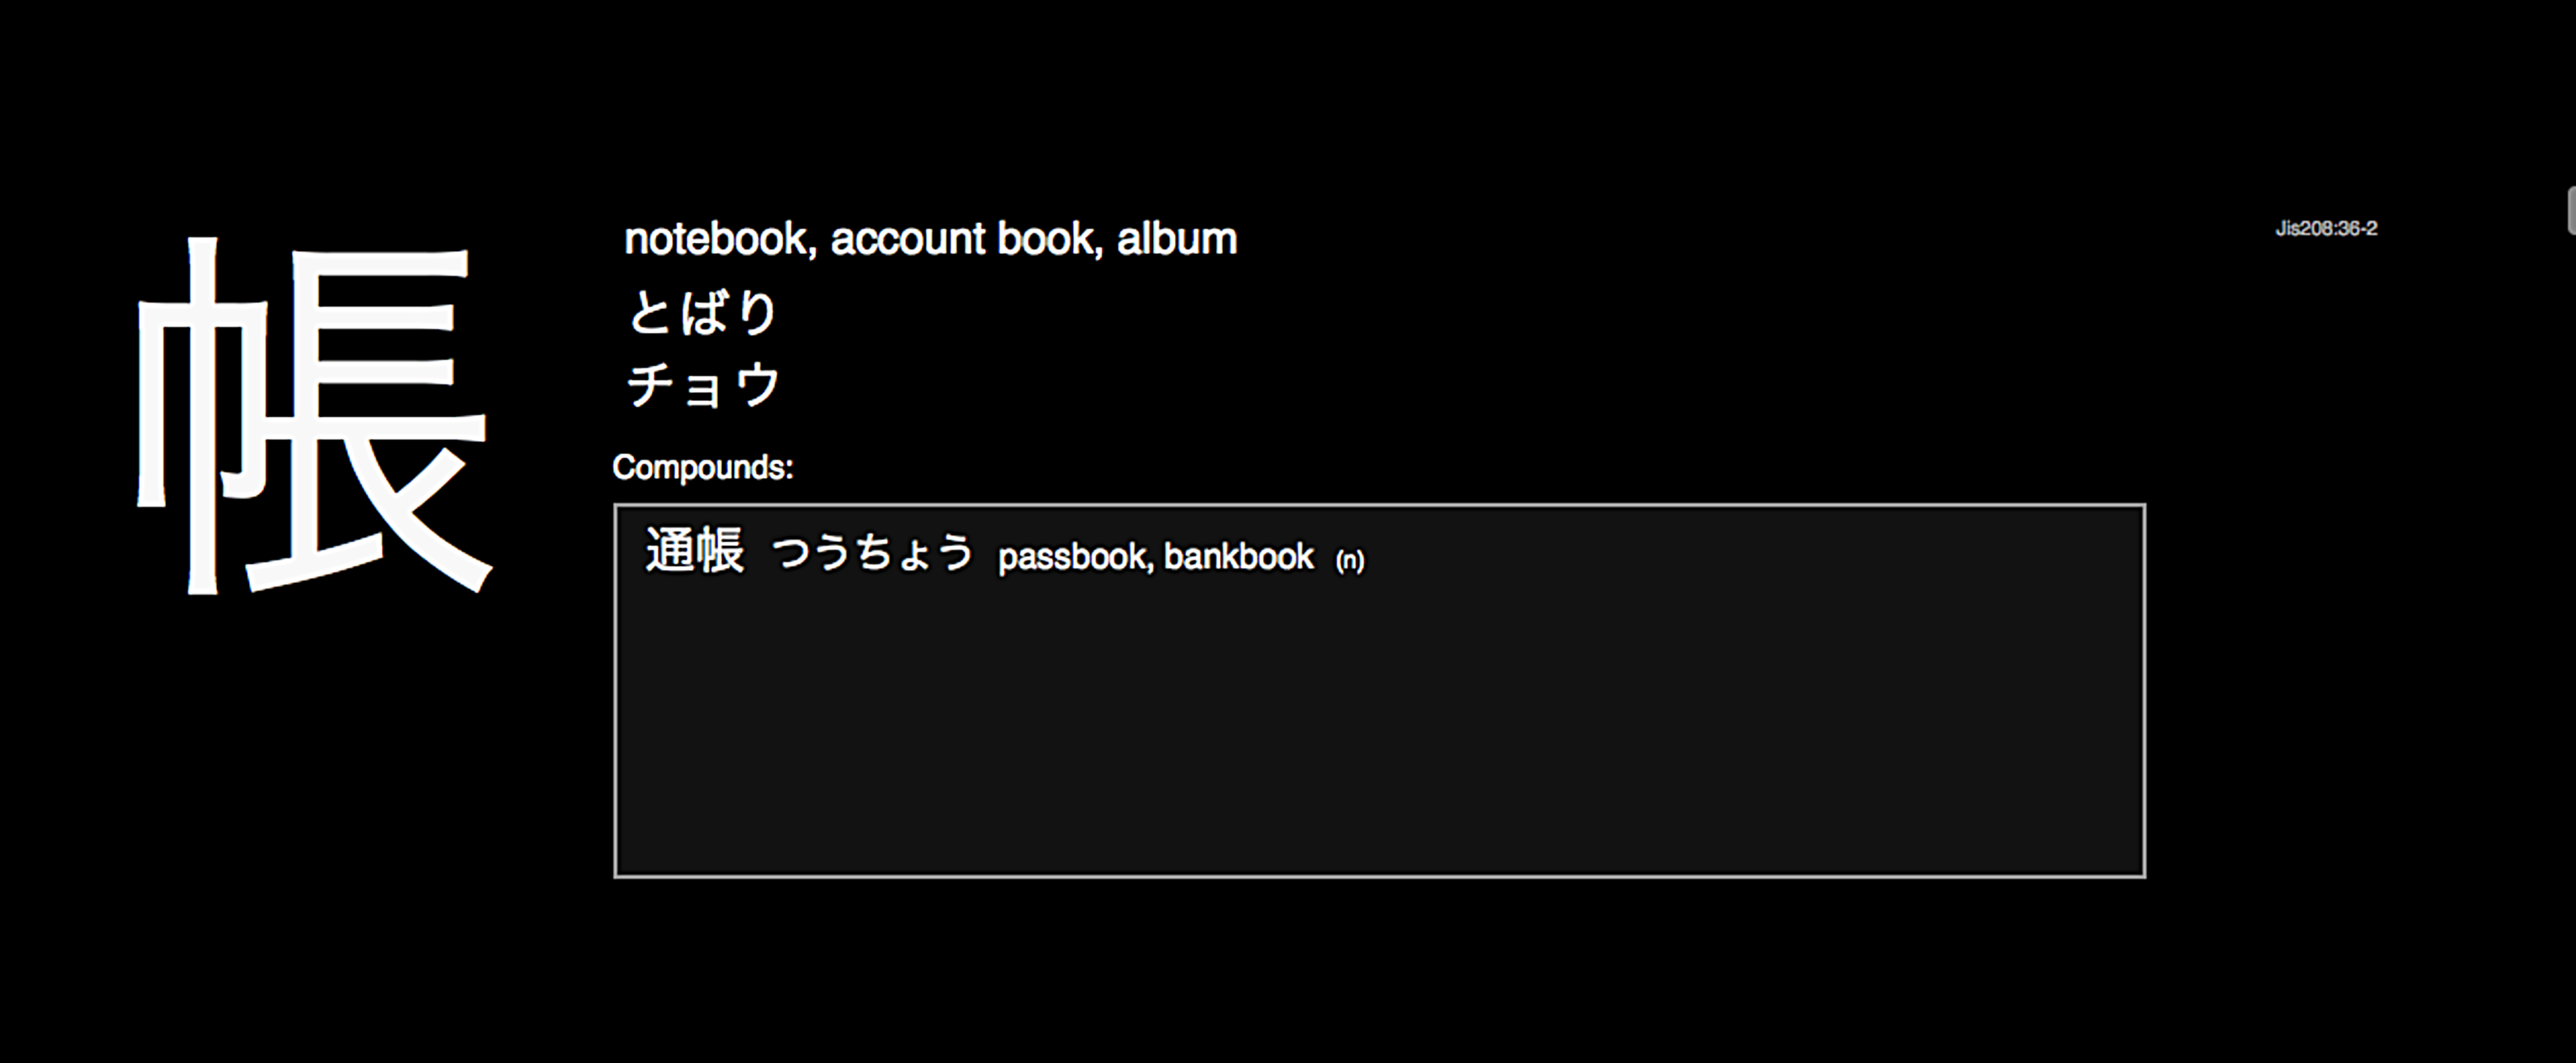 帳
notebook, account book, album
Jis208:36-2
とばり
チョウ
Compounds:
通帳 つうちょう passbook, bankbook (n)